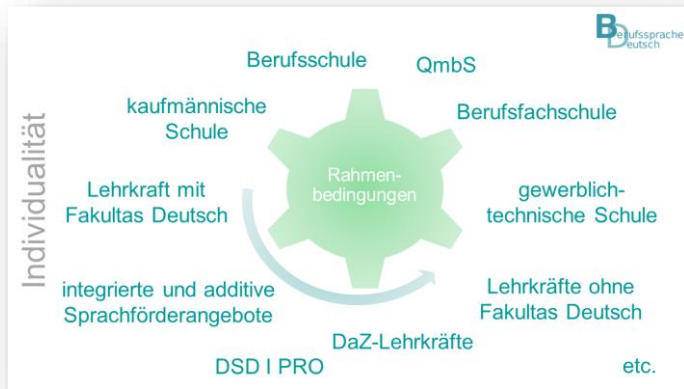 Berufssprache
Deutsch
Berufsschule
QmbS
kaufmännische
Schule
Berufsfachschule
Individualität
Rahmen-
bedingungen
Lehrkraft mit
Fakultas Deutsch
gewerblich-
technische Schule
integrierte und additive
Sprachförderangebote
Lehrkräfte ohne
Fakultas Deutsch
DaZ-Lehrkräfte
DSD I PRO
etc.